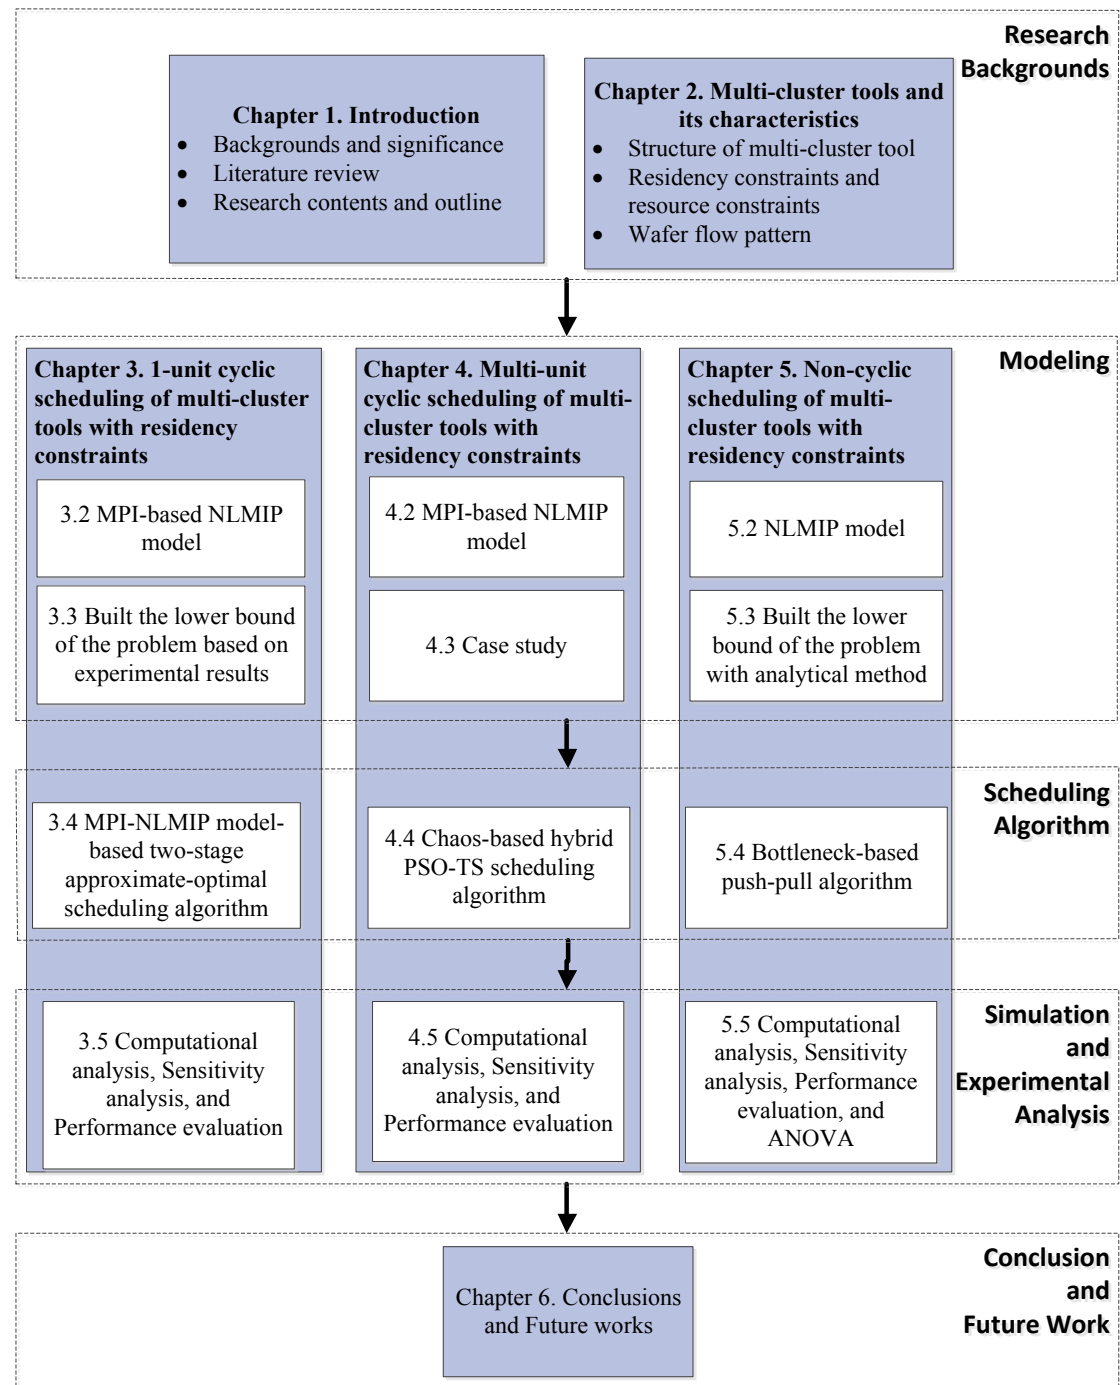 Research
Backgrounds
Chapter 1. Introduction
• Backgrounds and significance
• Literature review
• Research contents and outline
Chapter 2. Multi-cluster tools and
its characteristics
• Structure of multi-cluster tool
• Residency constraints and
resource constraints
• Wafer flow pattern
Modeling
Chapter 3. 1-unit cyclic
scheduling of multi-cluster
tools with residency
constraints
3.2 MPI-based NLMIP
model
3.3 Built the lower bound
of the problem based on
experimental results
Chapter 4. Multi-unit
cyclic scheduling of multi-
cluster tools with
residency constraints
4.2 MPI-based NLMIP
model
4.3 Case study
Chapter 5. Non-cyclic
scheduling of multi-
cluster tools with
residency constraints
5.2 NLMIP model
5.3 Built the lower
bound of the problem
with analytical method
Scheduling
Algorithm
3.4 MPI-NLMIP model-
based two-stage
approximate-optimal
scheduling algorithm
4.4 Chaos-based hybrid
PSO-TS scheduling
algorithm
5.4 Bottleneck-based
push-pull algorithm
Simulation
and
Experimental
Analysis
3.5 Computational
analysis, Sensitivity
analysis, and
Performance evaluation
4.5 Computational
analysis, Sensitivity
analysis, and
Performance evaluation
5.5 Computational
analysis, Sensitivity
analysis, Performance
evaluation, and
ANOVA
Conclusion
and
Future Work
Chapter 6. Conclusions
and Future works